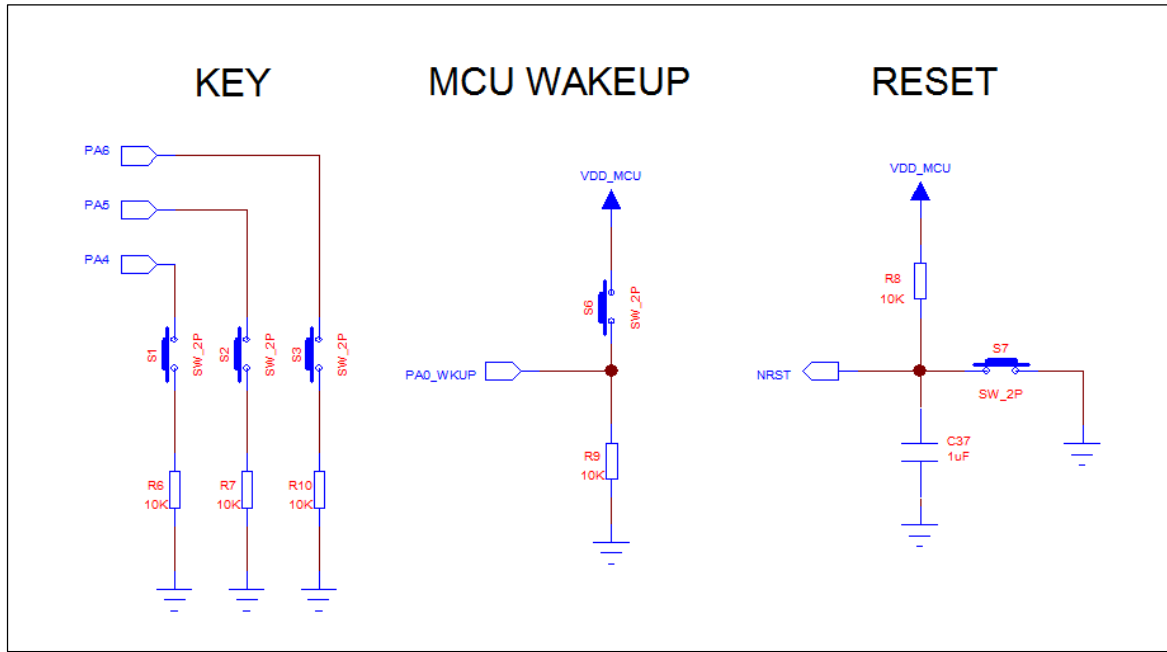 KEY
MCU WAKEUP
RESET
PA6
PA5
PA4
S1
SW_2P
S2
SW_2P
S3
SW_2P
R6
10K
R7
10K
R10
10K
VDD_MCU
S6
SW_2P
PA0_WKUP
R9
10K
VDD_MCU
R8
10K
NRST
S7
SW_2P
C37
1uF